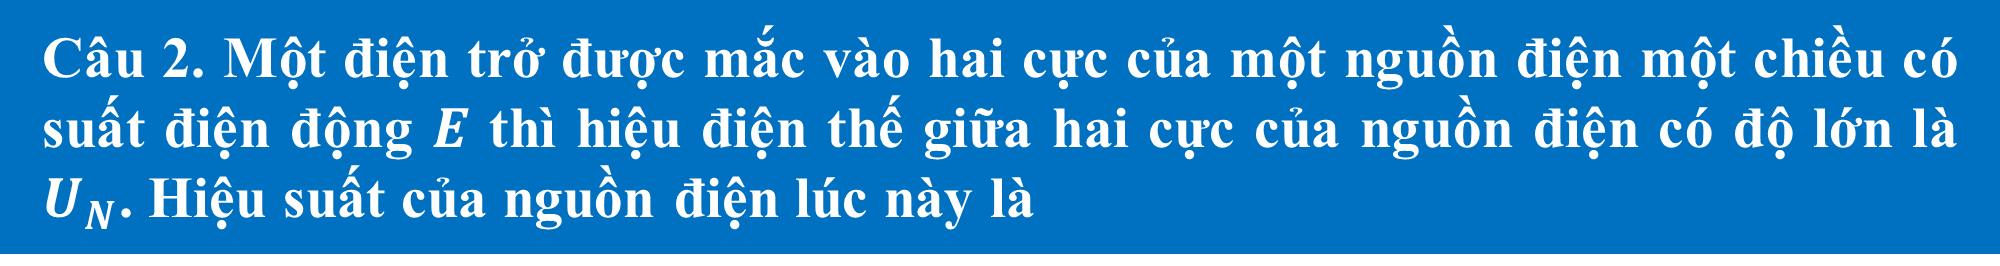 Câu 2. Một điện trở được mắc vào hai cực của một nguồn điện một chiều có
suất điện động E thì hiệu điện thế giữa hai cực của nguồn điện có độ lớn là
U_N. Hiệu suất của nguồn điện lúc này là